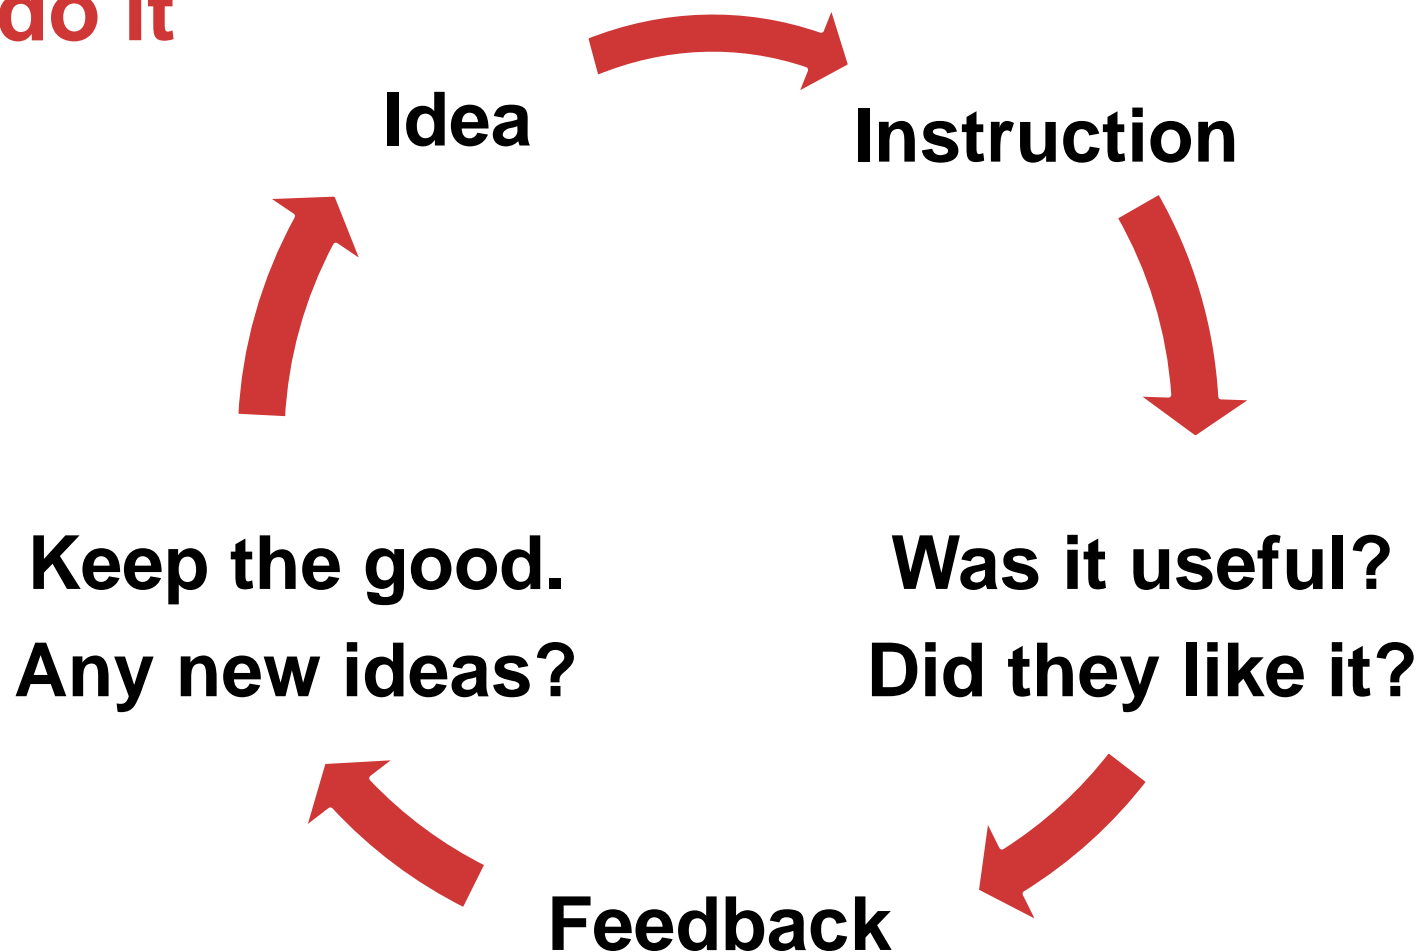 do it
Idea
Instruction
Keep the good.
Any new ideas?
Was it useful?
Did they like it?
Feedback